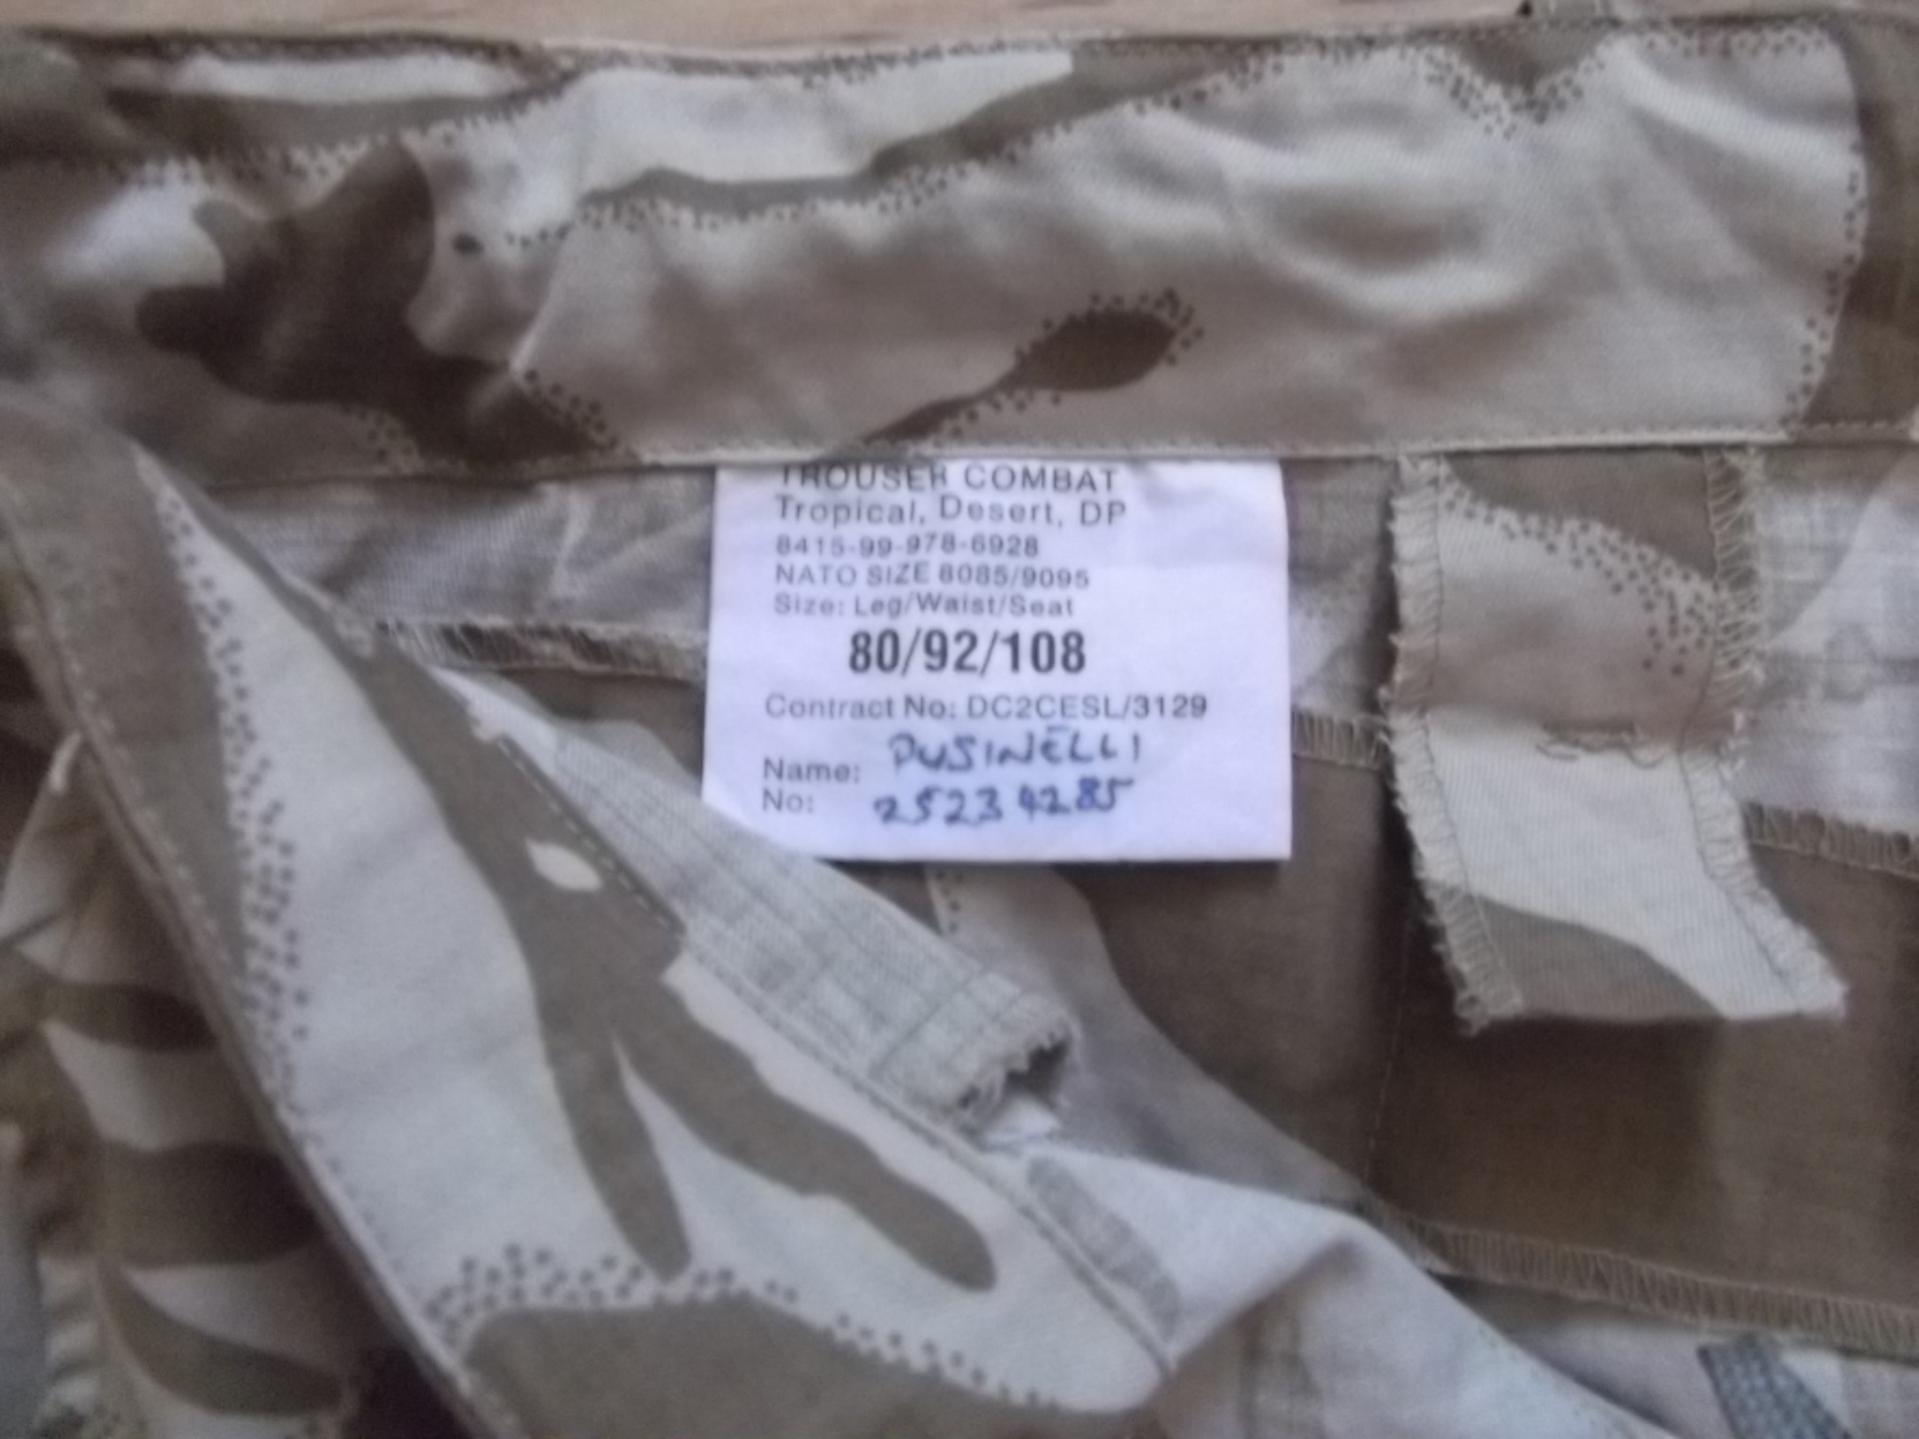 TROUSER COMBAT
Tropical, Desert, DP
8415-99-978-6928
NATO SIZE 8085/9095
Size: Leg/Waist/Seat
80/92/108
Contract No: DC2CESL/3129
Name: PUSINELLI
No: 25234285